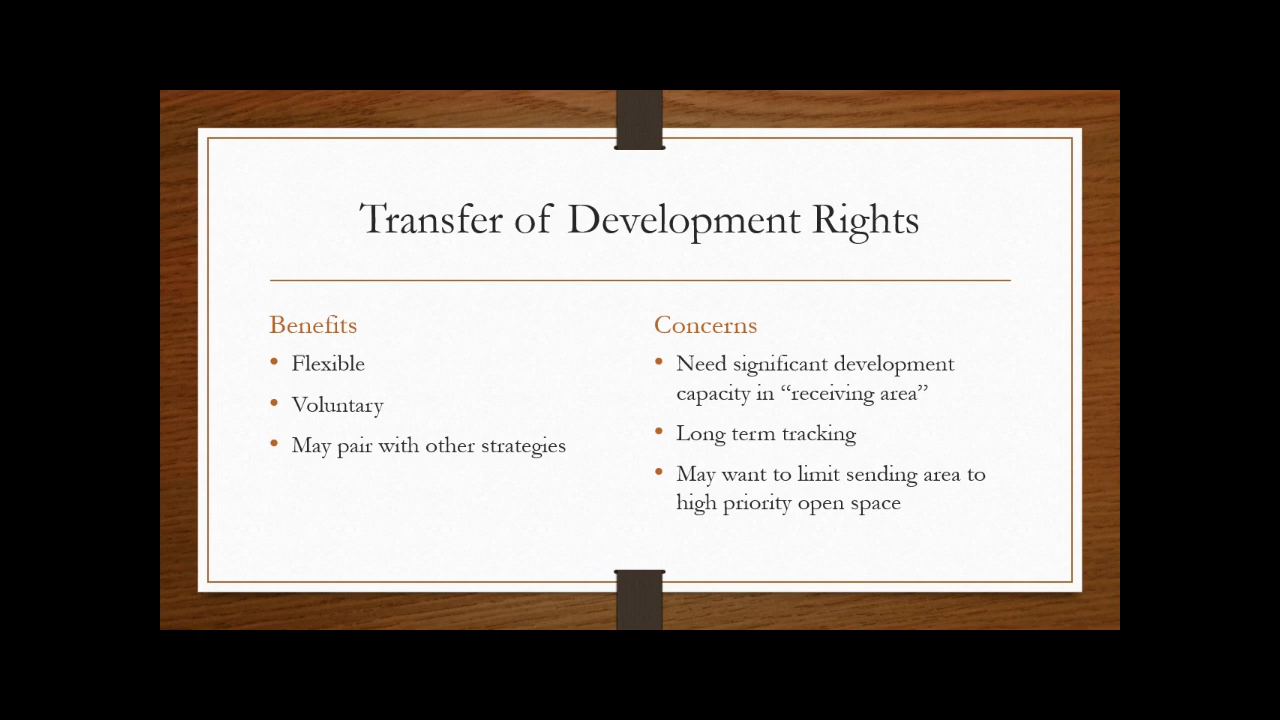 Transfer of Development Rights
Benefits
• Flexible
• Voluntary
• May pair with other strategies
Concerns
• Need significant development
capacity in “receiving area”
• Long term tracking
• May want to limit sending area to
high priority open space